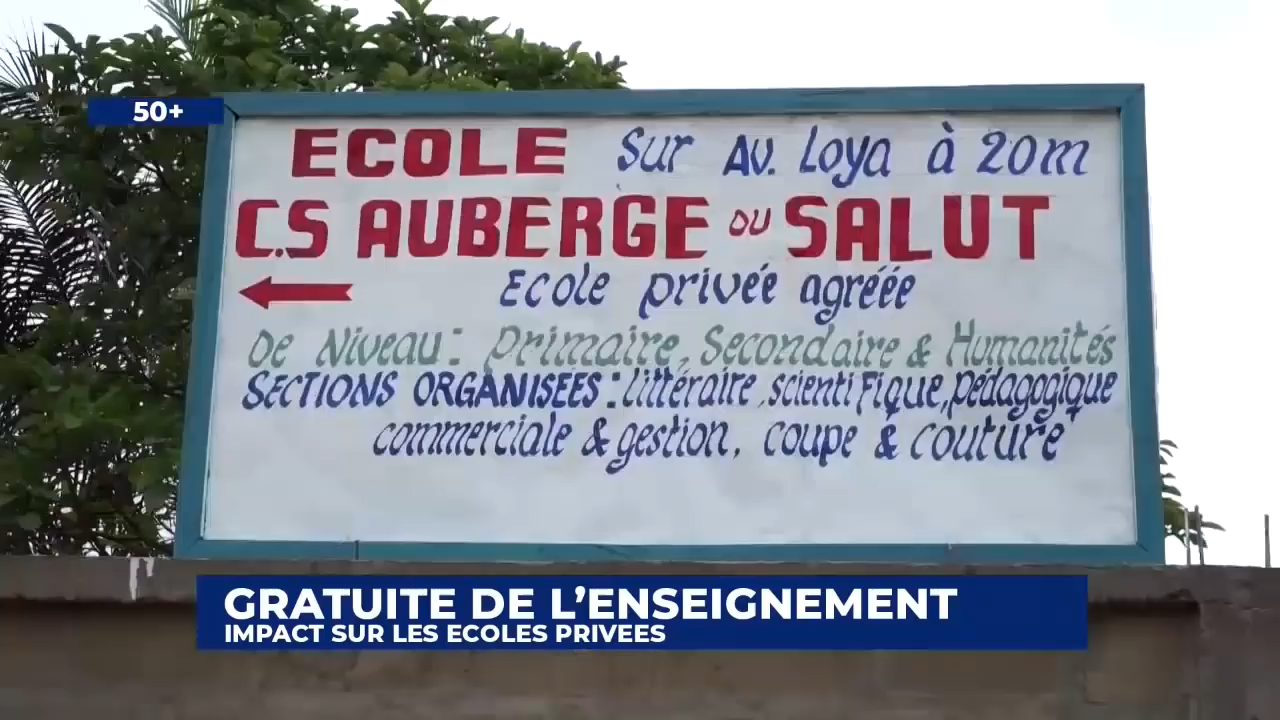 50+
ECOLE Sur Av. Loya à 20m
C.S AUBERGE DU SALUT
Ecole privée agréée
De Niveau: primaire, Secondaire & Humanités
SECTIONS ORGANISEES: littéraire, scientifique, pédagogique
commerciale & gestion, coupe & couture
GRATUITE DE L'ENSEIGNEMENT
IMPACT SUR LES ECOLES PRIVEES